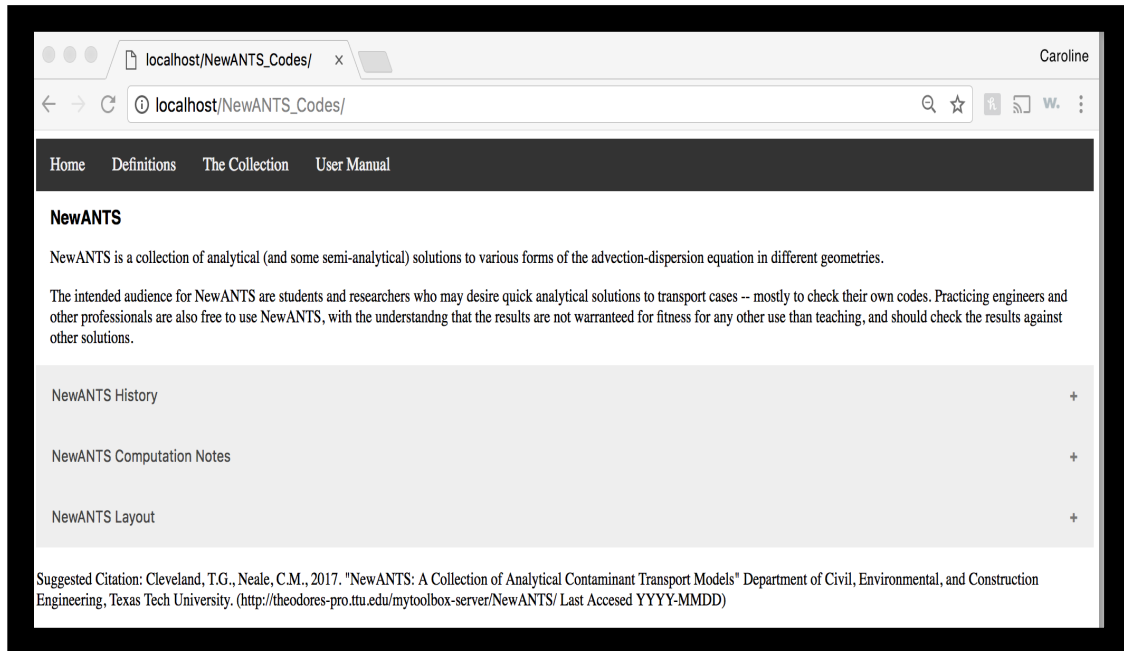 localhost/NewANTS_Codes/ ×
Caroline
localhost/NewANTS_Codes/
W.
Home Definitions The Collection User Manual
NewANTS
NewANTS is a collection of analytical (and some semi-analytical) solutions to various forms of the advection-dispersion equation in different geometries.
The intended audience for NewANTS are students and researchers who may desire quick analytical solutions to transport cases -- mostly to check their own codes. Practicing engineers and
other professionals are also free to use NewANTS, with the understandng that the results are not warranteed for fitness for any other use than teaching, and should check the results against
other solutions.
NewANTS History +
NewANTS Computation Notes +
NewANTS Layout +
Suggested Citation: Cleveland, T.G., Neale, C.M., 2017. "NewANTS: A Collection of Analytical Contaminant Transport Models" Department of Civil, Environmental, and Construction
Engineering, Texas Tech University. (http://theodores-pro.ttu.edu/mytoolbox-server/NewANTS/ Last Accesed YYYY-MMDD)